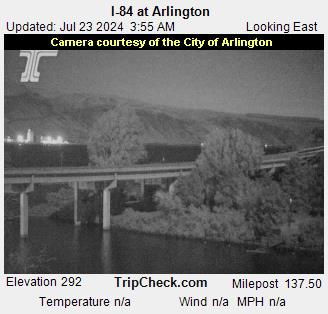 I-84 at Arlington
Updated: Jul 23 2024 3:55 AM Looking East
Camera courtesy of the City of Arlington
Elevation 292 TripCheck.com Milepost 137.50
Temperature n/a Wind n/a MPH n/a